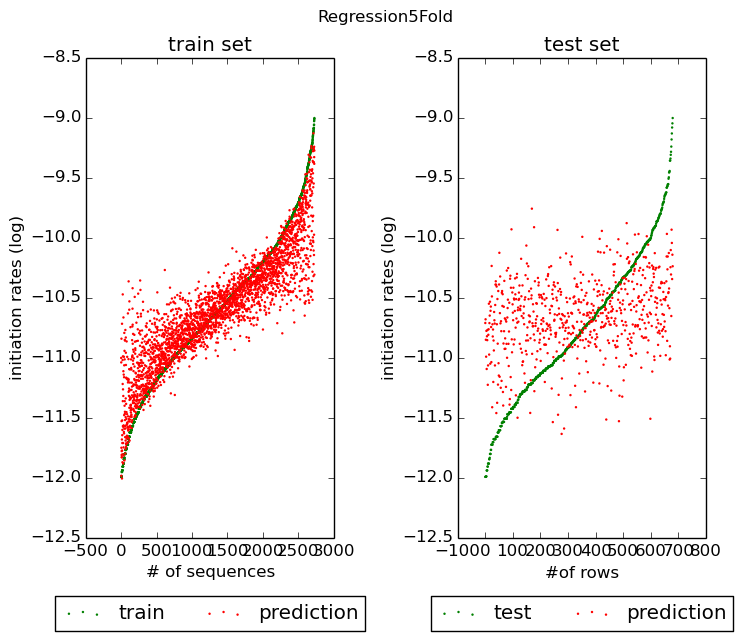 Regression5Fold
train set
test set
initiation rates (log)
−8.5
−9.0
−9.5
−10.0
−10.5
−11.0
−11.5
−12.0
−12.5
−500 0 500 1000 1500 2000 2500 3000
# of sequences
initiation rates (log)
−8.5
−9.0
−9.5
−10.0
−10.5
−11.0
−11.5
−12.0
−12.5
−100 0 100 200 300 400 500 600 700 800
#of rows
train prediction
test prediction